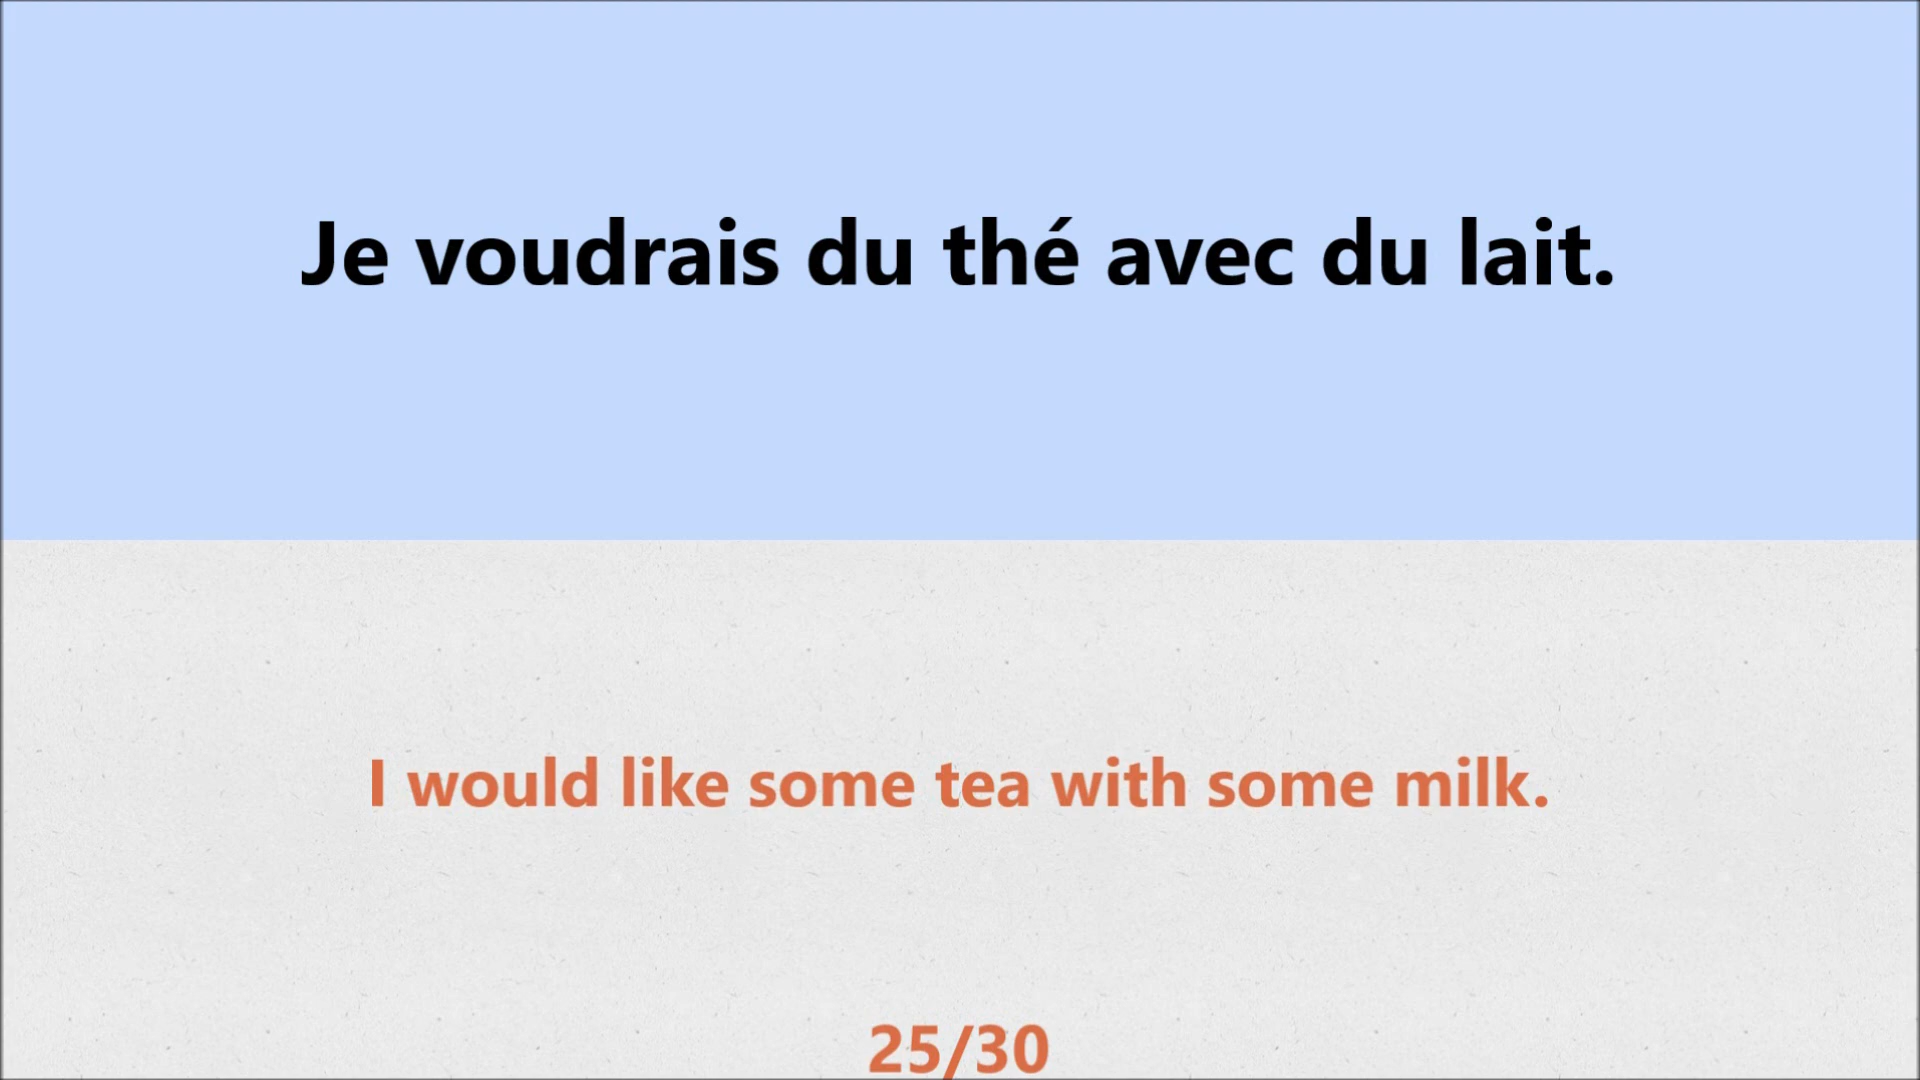 Je voudrais du thé avec du lait.
I would like some tea with some milk.
25/30